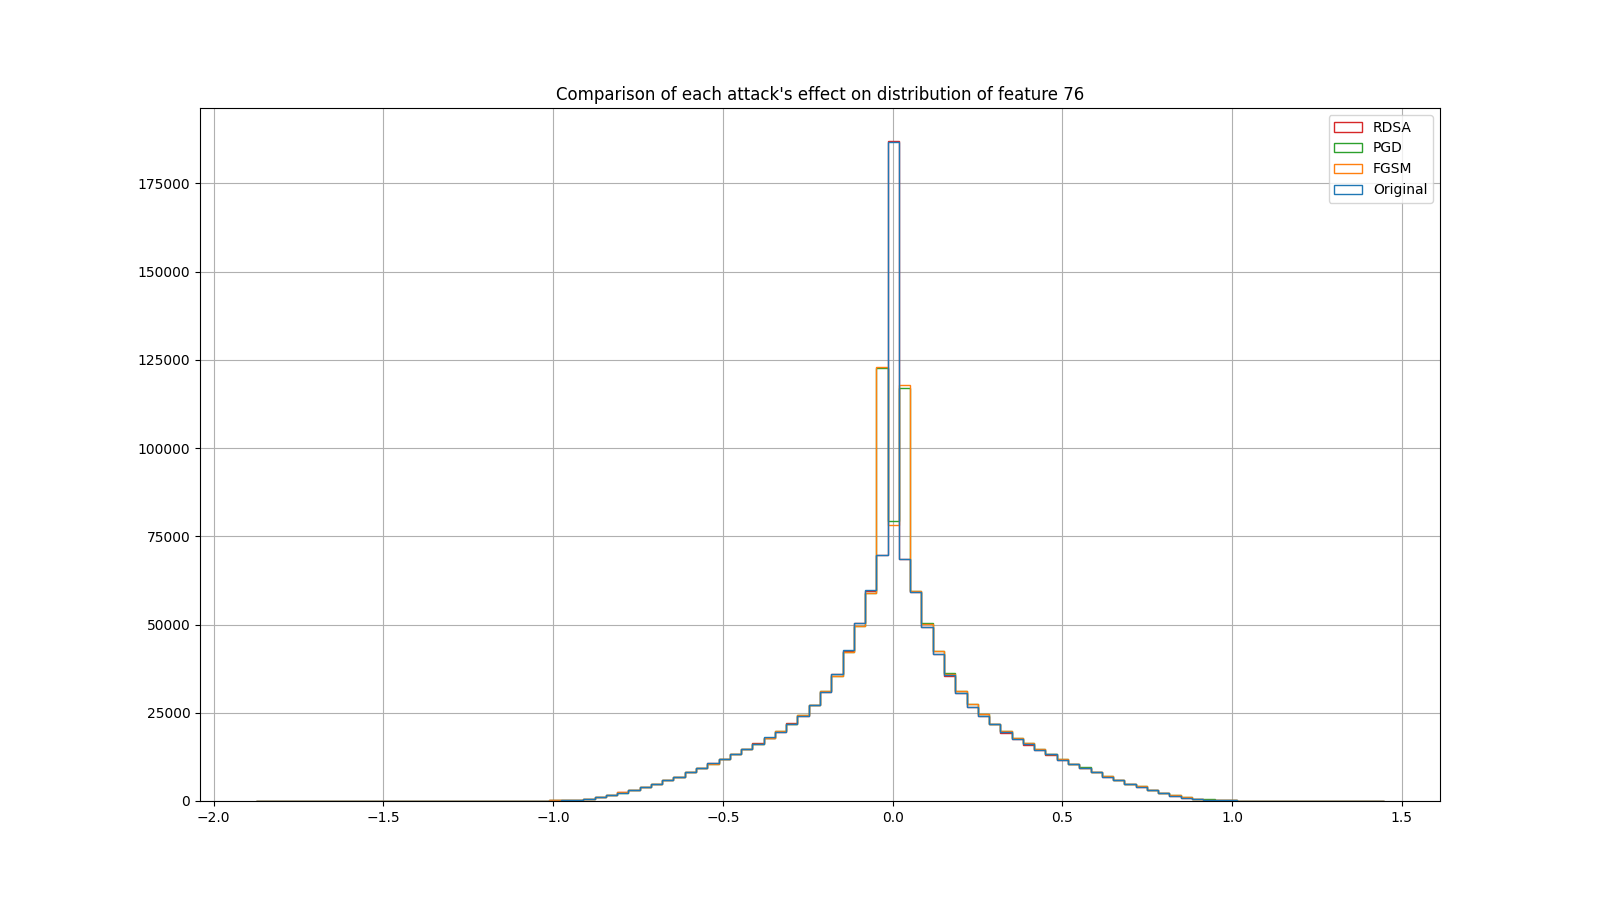 Comparison of each attack's effect on distribution of feature 76
RDSA
PGD
FGSM
Original
175000
150000
125000
100000
75000
50000
25000
0
−2.0 −1.5 −1.0 −0.5 0.0 0.5 1.0 1.5